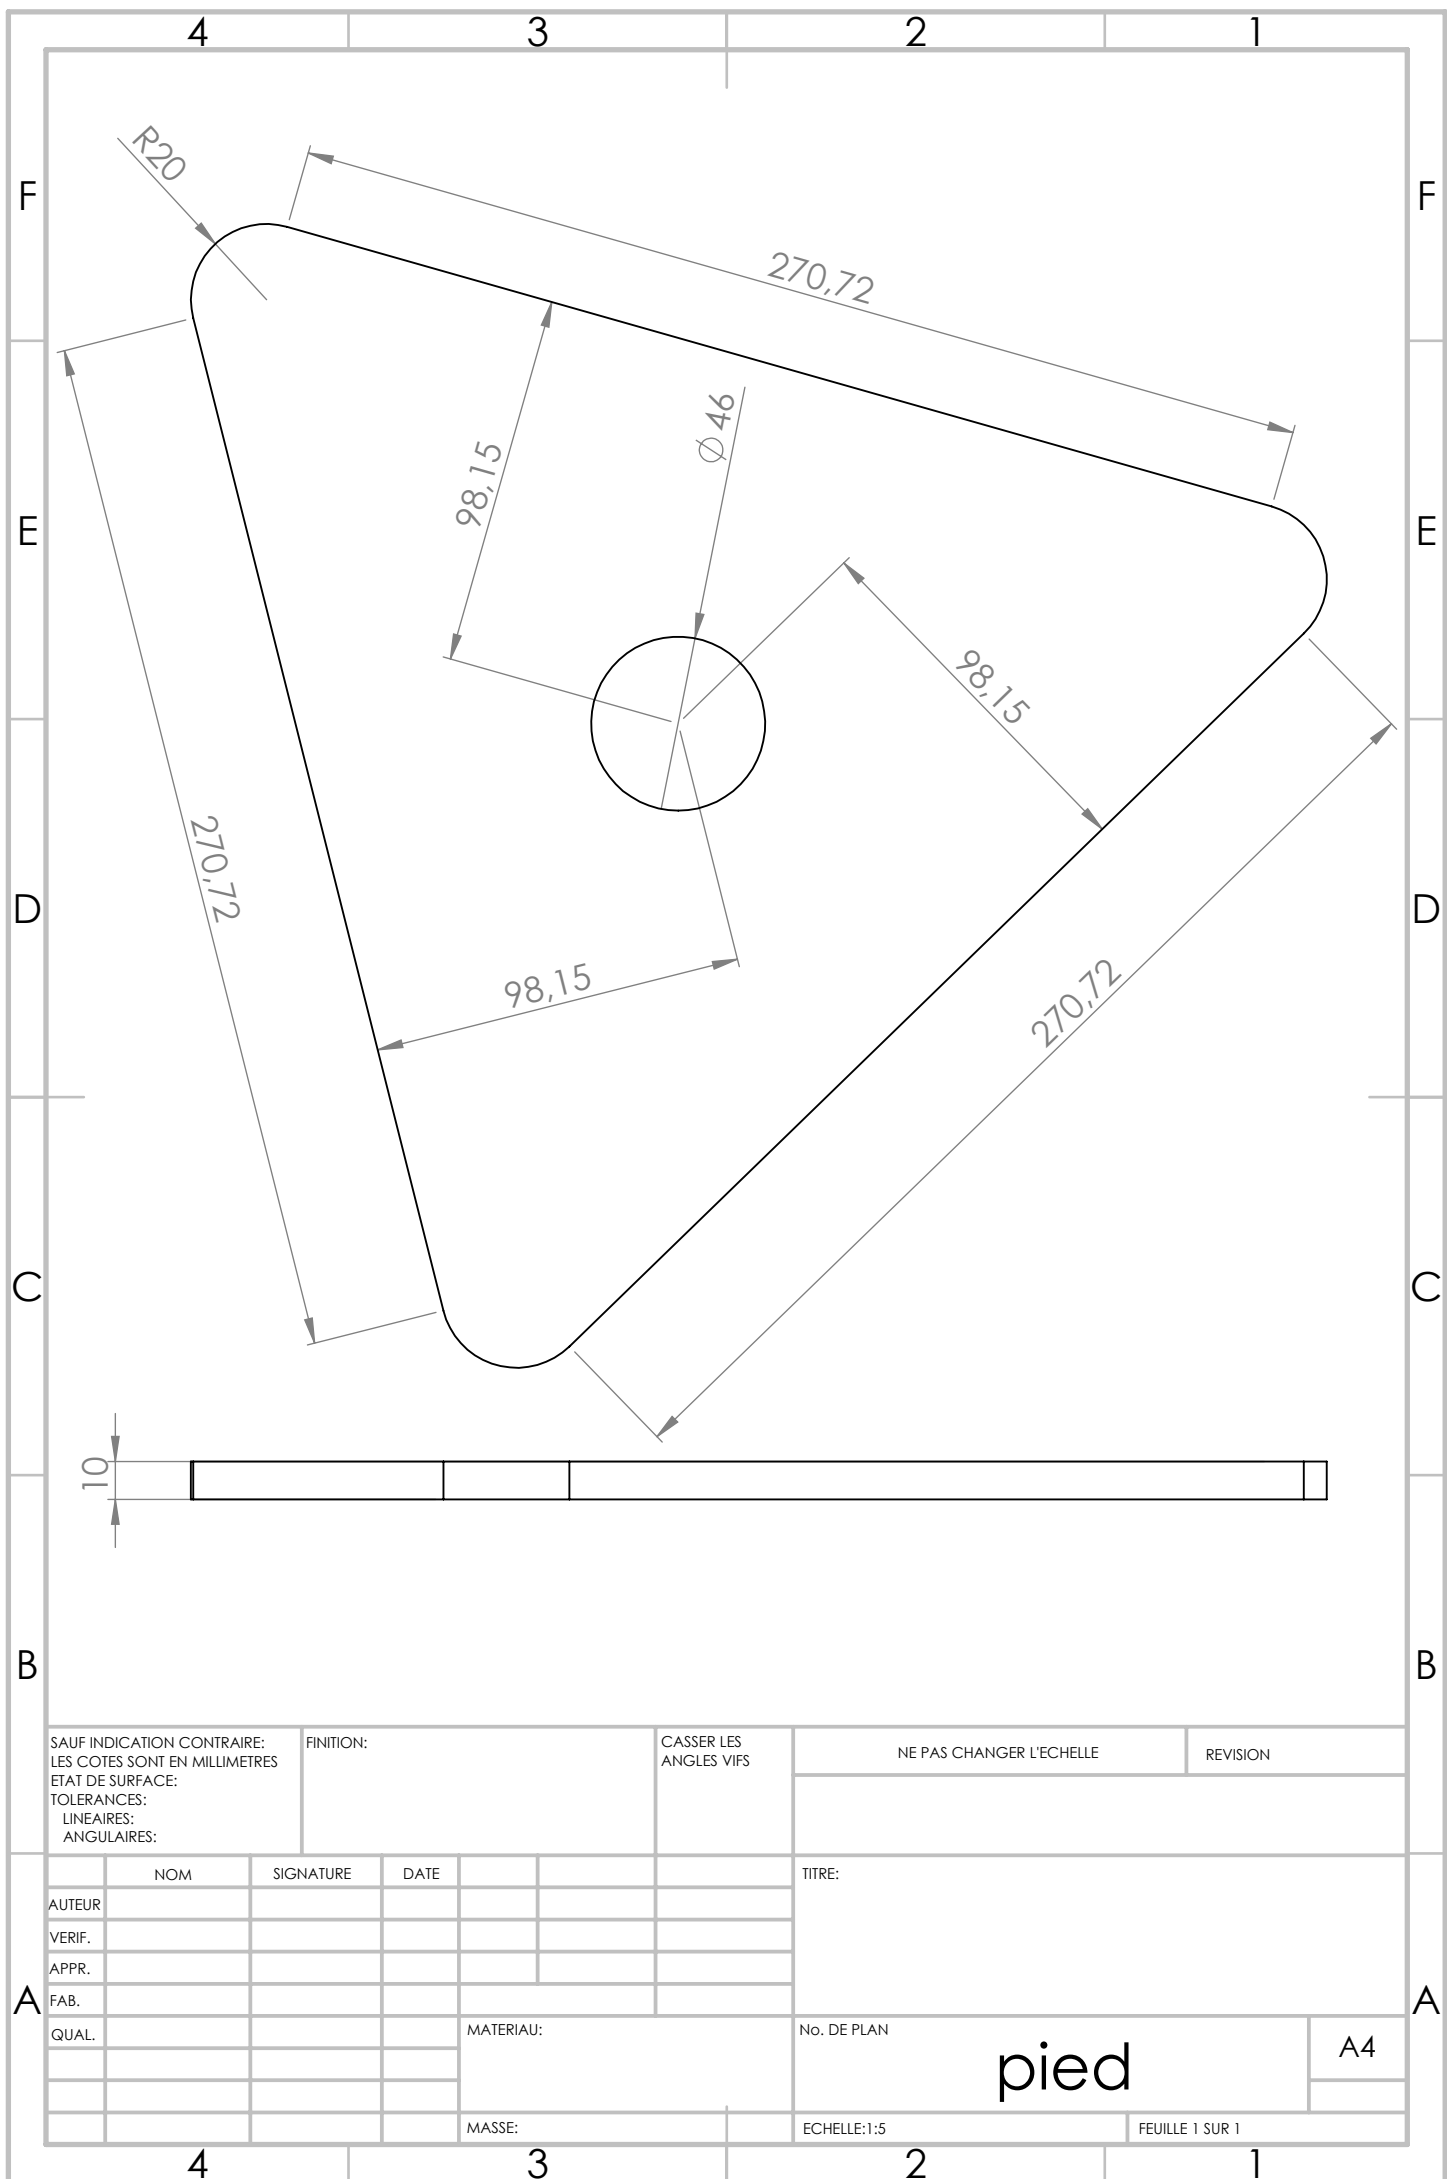 4 3 2 1
F F
R20
270,72
98,15
⌀ 46
E E
98,15
270,72
D D
98,15
270,72
C C
10
B B
SAUF INDICATION CONTRAIRE:
LES COTES SONT EN MILLIMETRES
ETAT DE SURFACE:
TOLERANCES:
LINEAIRES:
ANGULAIRES:
FINITION:
CASSER LES
ANGLES VIFS
NE PAS CHANGER L'ECHELLE
REVISION
NOM SIGNATURE DATE
TITRE:
AUTEUR
VERIF.
APPR.
FAB.
A A
QUAL.
MATERIAU:
No. DE PLAN
pied
A4
MASSE:
ECHELLE:1:5
FEUILLE 1 SUR 1
4 3 2 1